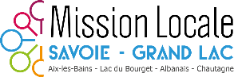 Mission Locale
SAVOIE - GRAND LAC
Aix-les-Bains - Lac du Bourget - Albanais - Chautagne